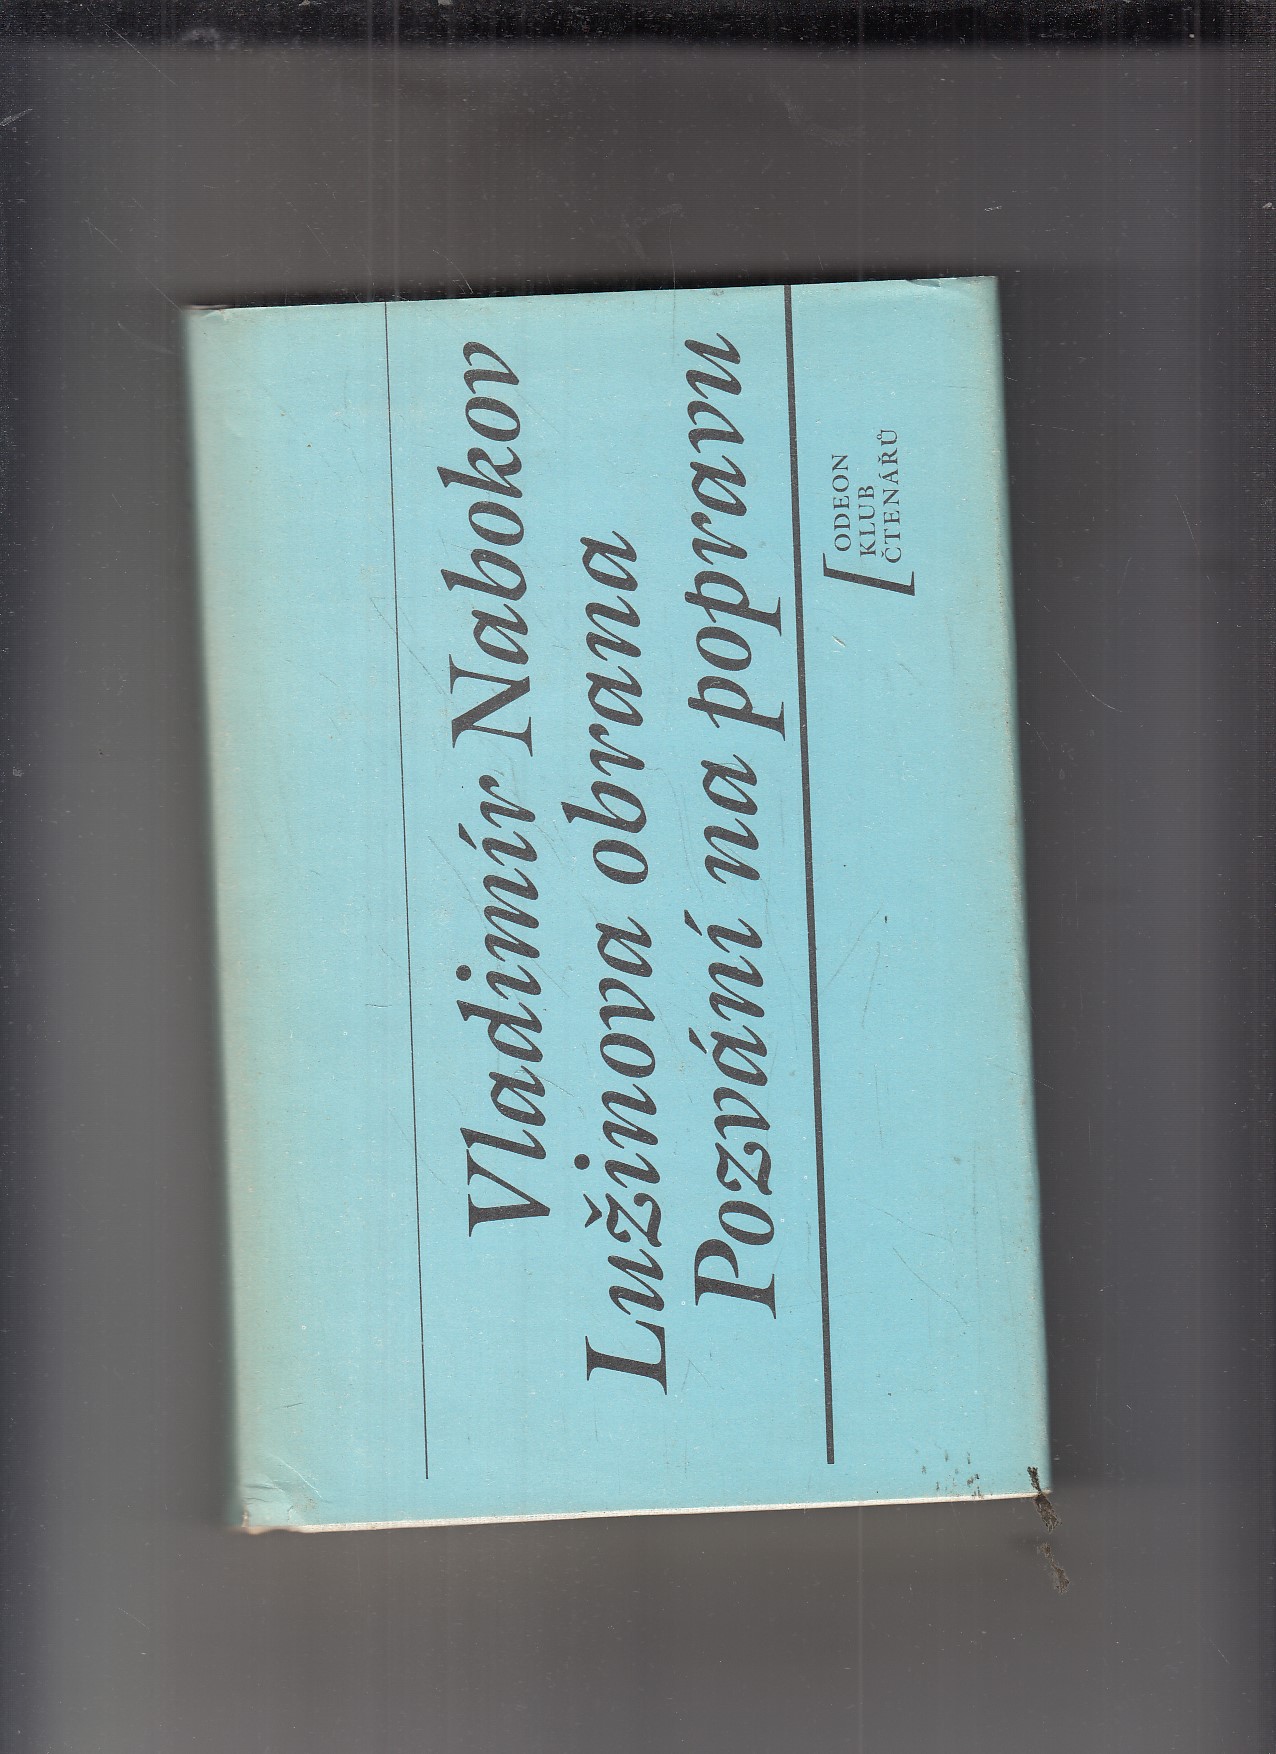 Vladimír Nabokov
Lužinova obrana
Pozvání na popravu
ODEON
KLUB
ČTENÁŘŮ